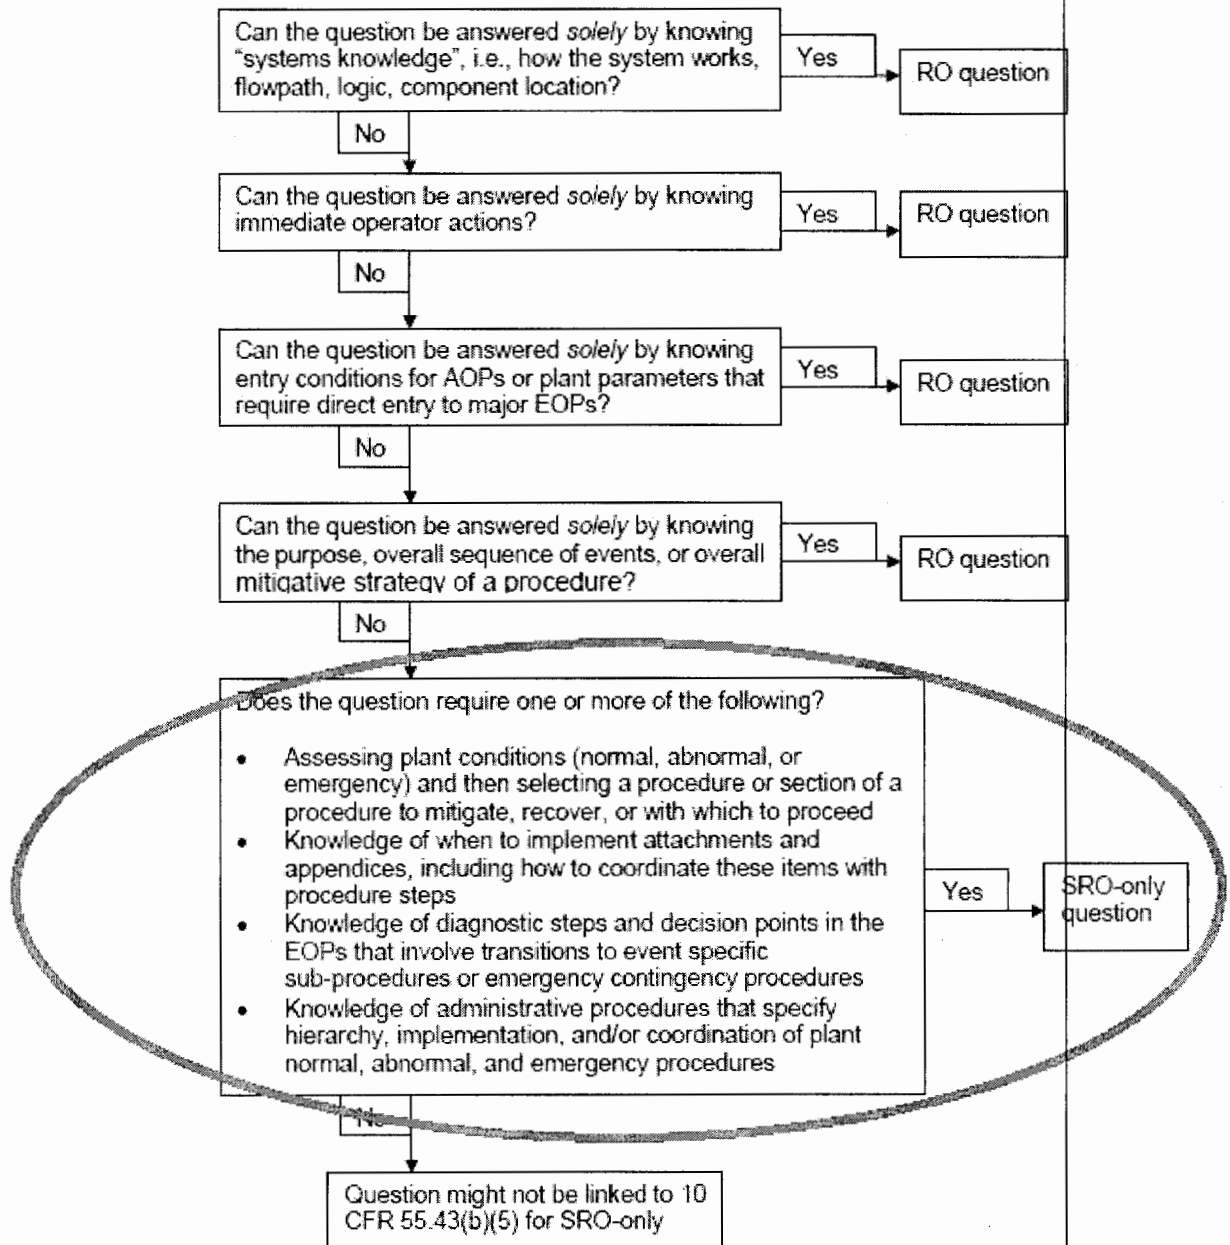 Can the question be answered solely by knowing
"systems knowledge", i.e., how the system works,
flowpath, logic, component location?
Yes
RO question
No
Can the question be answered solely by knowing
immediate operator actions?
Yes
RO question
No
Can the question be answered solely by knowing
entry conditions for AOPs or plant parameters that
require direct entry to major EOPs?
Yes
RO question
No
Can the question be answered solely by knowing
the purpose, overall sequence of events, or overall
mitigative strategy of a procedure?
Yes
RO question
No
Does the question require one or more of the following?
• Assessing plant conditions (normal, abnormal, or
emergency) and then selecting a procedure or section of a
procedure to mitigate, recover, or with which to proceed
• Knowledge of when to implement attachments and
appendices, including how to coordinate these items with
procedure steps
• Knowledge of diagnostic steps and decision points in the
EOPs that involve transitions to event specific
sub-procedures or emergency contingency procedures
• Knowledge of administrative procedures that specify
hierarchy, implementation, and/or coordination of plant
normal, abnormal, and emergency procedures
Yes
SRO-only
question
No
Question might not be linked to 10
CFR 55.43(b)(5) for SRO-only